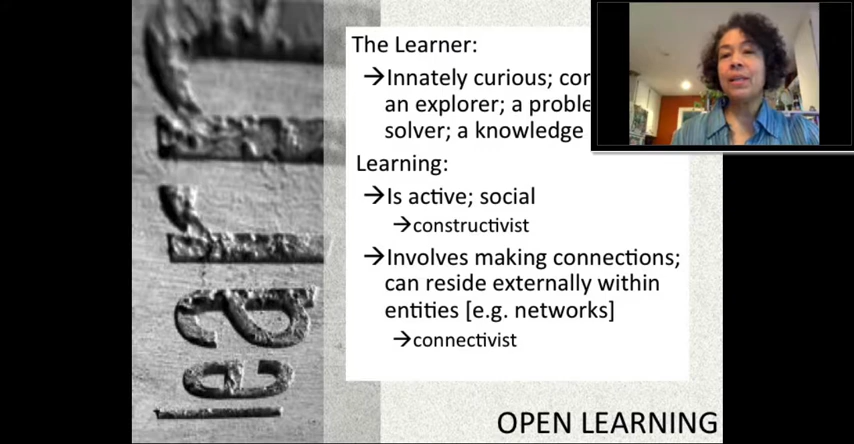 The Learner:
→Innately curious;
an explorer; a
solver; a knowledge
Learning:
→Is active; social
→constructivist
→Involves making connections;
can reside externally within
entities [e.g. networks]
→connectivist
OPEN LEARNING
learn